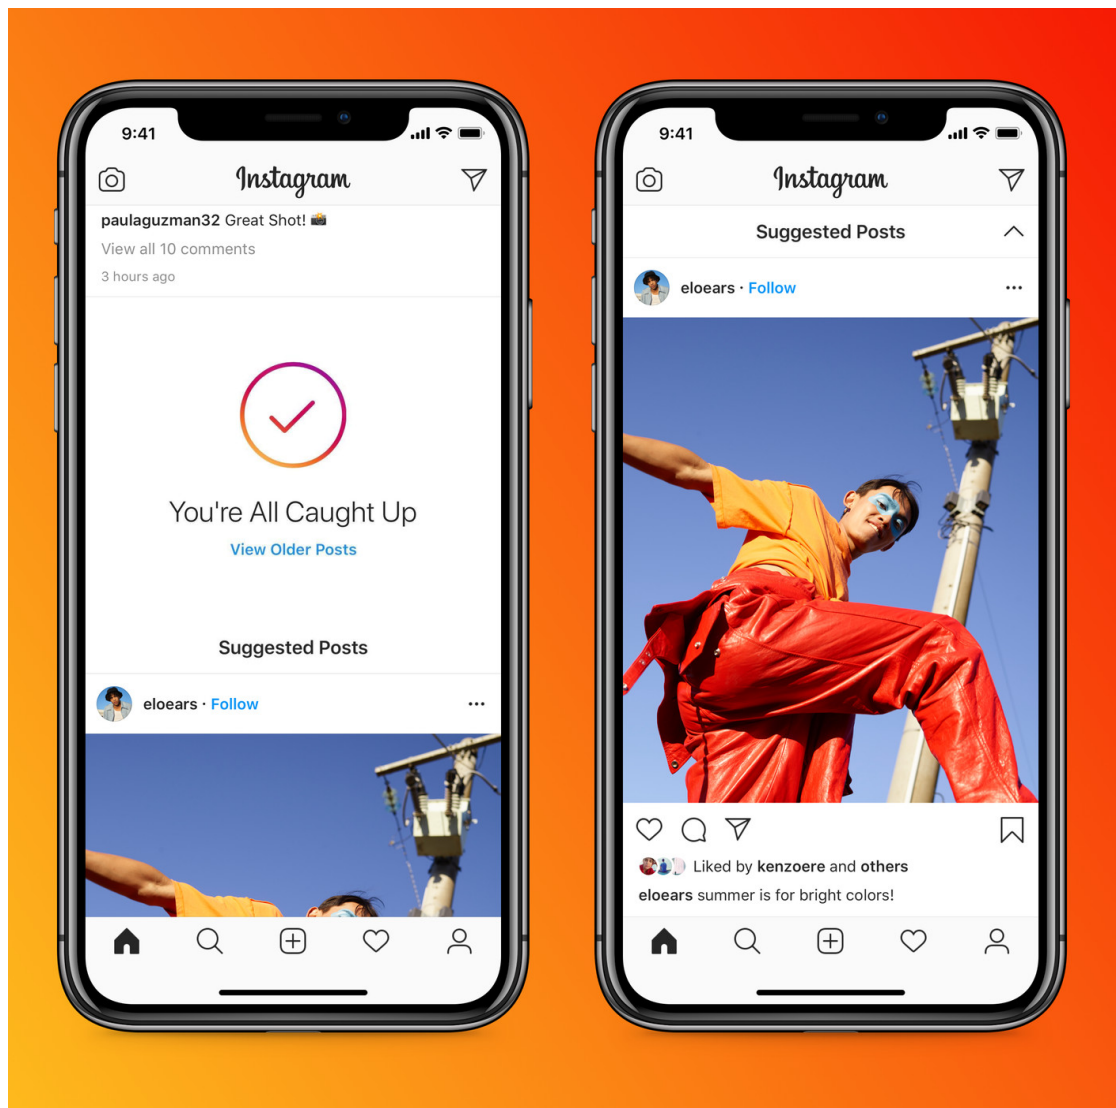 9:41
Instagram
paulaguzman32 Great Shot! 📸
View all 10 comments
3 hours ago
You're All Caught Up
View Older Posts
Suggested Posts
eloears · Follow
9:41
Instagram
Suggested Posts
eloears · Follow
Liked by kenzoere and others
eloears summer is for bright colors!